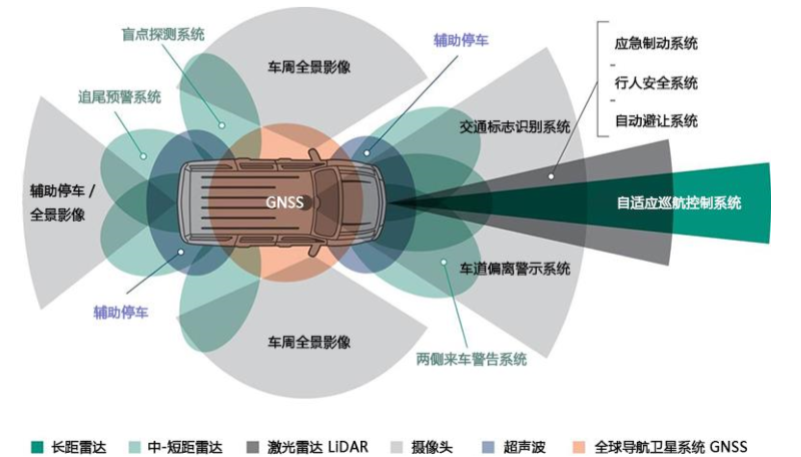 盲点探测系统
车周全景影像
辅助停车
应急制动系统
行人安全系统
自动避让系统
追尾预警系统
交通标志识别系统
辅助停车 /
全景影像
GNSS
自适应巡航控制系统
车道偏离警示系统
辅助停车
车周全景影像
两侧来车警告系统
长距雷达
中-短距雷达
激光雷达 LiDAR
摄像头
超声波
全球导航卫星系统 GNSS